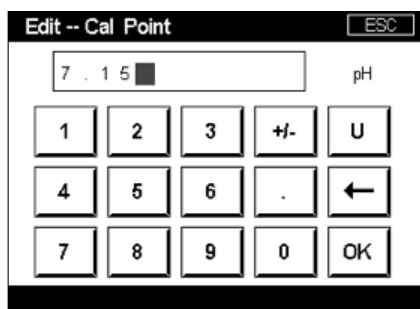 Edit -- Cal Point ESC
7 . 1 5 pH
1 2 3 +/- U
4 5 6 . ←
7 8 9 0 OK